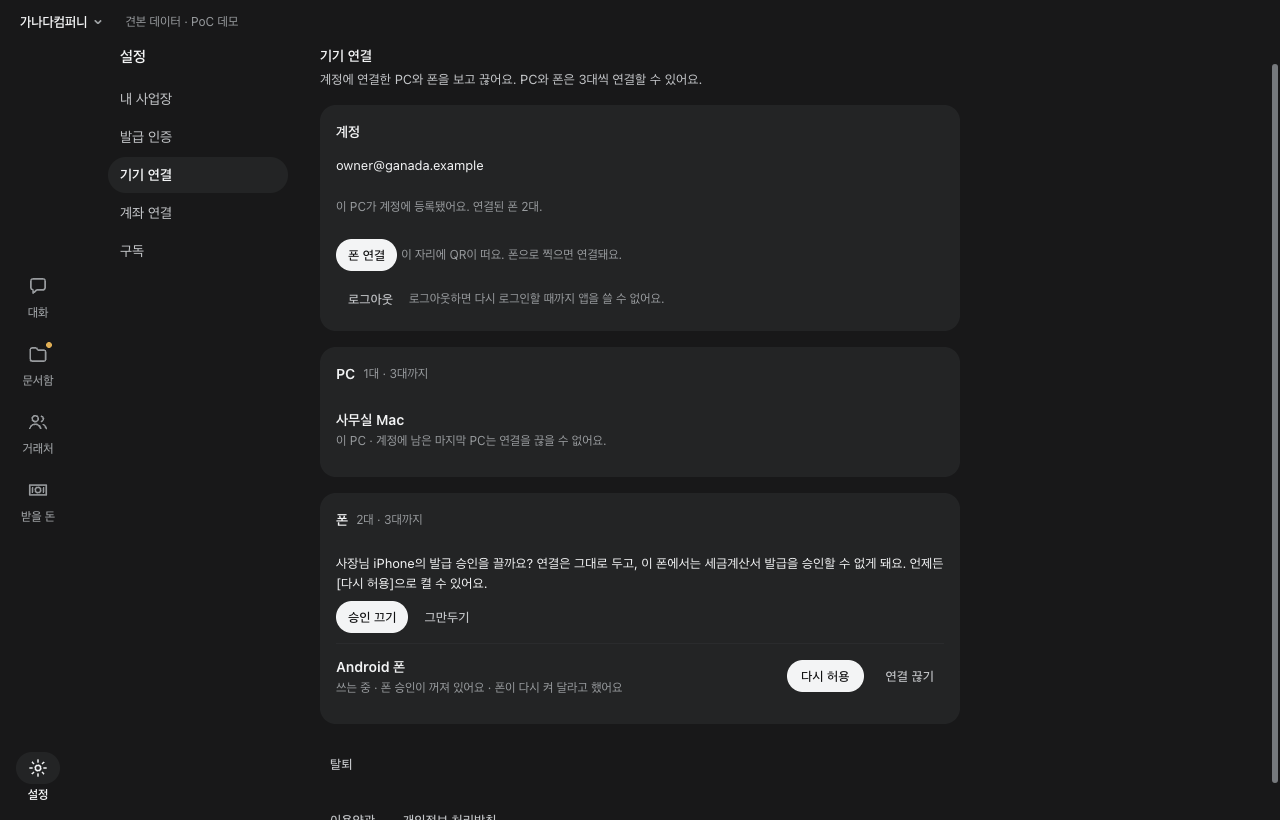 가나다컴퍼니
견본 데이터 · PoC 데모
설정
내 사업장
발급 인증
기기 연결
계좌 연결
구독
대화
문서함
거래처
받을 돈
설정
기기 연결
계정에 연결한 PC와 폰을 보고 끊어요. PC와 폰은 3대씩 연결할 수 있어요.
계정
owner@ganada.example
이 PC가 계정에 등록됐어요. 연결된 폰 2대.
폰 연결 이 자리에 QR이 떠요. 폰으로 찍으면 연결돼요.
로그아웃 로그아웃하면 다시 로그인할 때까지 앱을 쓸 수 없어요.
PC 1대 · 3대까지
사무실 Mac
이 PC · 계정에 남은 마지막 PC는 연결을 끊을 수 없어요.
폰 2대 · 3대까지
사장님 iPhone의 발급 승인을 끌까요? 연결은 그대로 두고, 이 폰에서는 세금계산서 발급을 승인할 수 없게 돼요. 언제든
[다시 허용]으로 켤 수 있어요.
승인 끄기 그만두기
Android 폰
쓰는 중 · 폰 승인이 꺼져 있어요 · 폰이 다시 켜 달라고 했어요
다시 허용 연결 끊기
탈퇴
이용약관 개인정보 처리방침